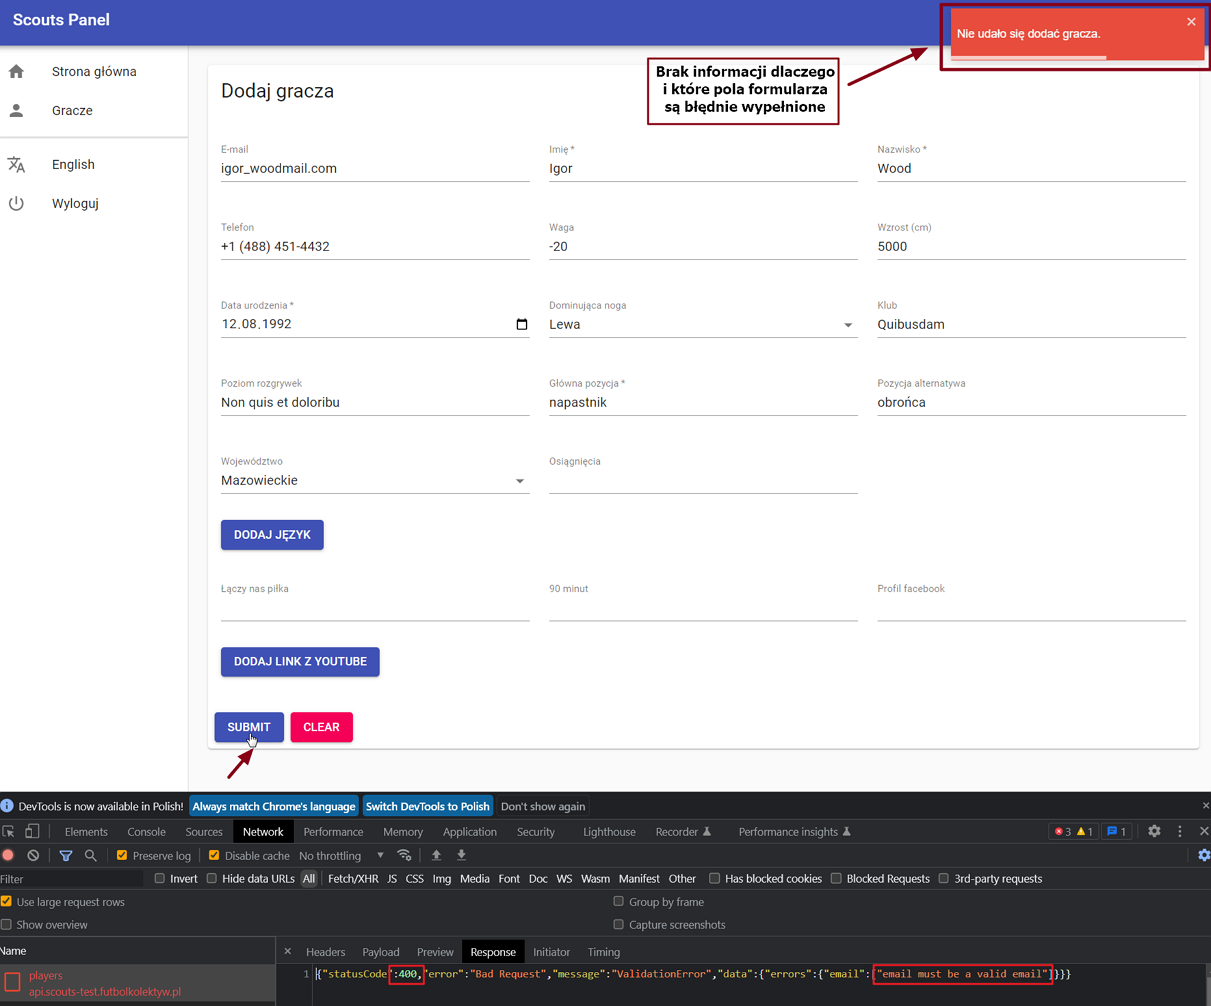 Scouts Panel
Nie udało się dodać gracza.
Brak informacji dlaczego
i które pola formularza
są błędnie wypełnione
Strona główna
Gracze
English
Wyloguj
Dodaj gracza
E-mail
igor_woodmail.com
Imię *
Igor
Nazwisko *
Wood
Telefon
+1 (488) 451-4432
Waga
-20
Wzrost (cm)
5000
Data urodzenia *
12.08.1992
Dominująca noga
Lewa
Klub
Quibusdam
Poziom rozgrywek
Non quis et doloribu
Główna pozycja *
napastnik
Pozycja alternatywa
obrońca
Województwo
Mazowieckie
Osiągnięcia
DODAJ JĘZYK
Łączy nas piłka
90 minut
Profil facebook
DODAJ LINK Z YOUTUBE
SUBMIT CLEAR
DevTools is now available in Polish! Always match Chrome's language Switch DevTools to Polish Don't show again
Elements Console Sources Network Performance Memory Application Security Lighthouse Recorder Performance insights 3 1 1
Preserve log Disable cache No throttling
Filter Invert Hide data URLs All Fetch/XHR JS CSS Img Media Font Doc WS Wasm Manifest Other Has blocked cookies Blocked Requests 3rd-party requests
Use large request rows Group by frame
Show overview Capture screenshots
Name Headers Payload Preview Response Initiator Timing
players
api.scouts-test.futbolkolektyw.pl
1 {"statusCode":400,"error":"Bad Request","message":"ValidationError","data":{"errors":{"email":["email must be a valid email"]}}}